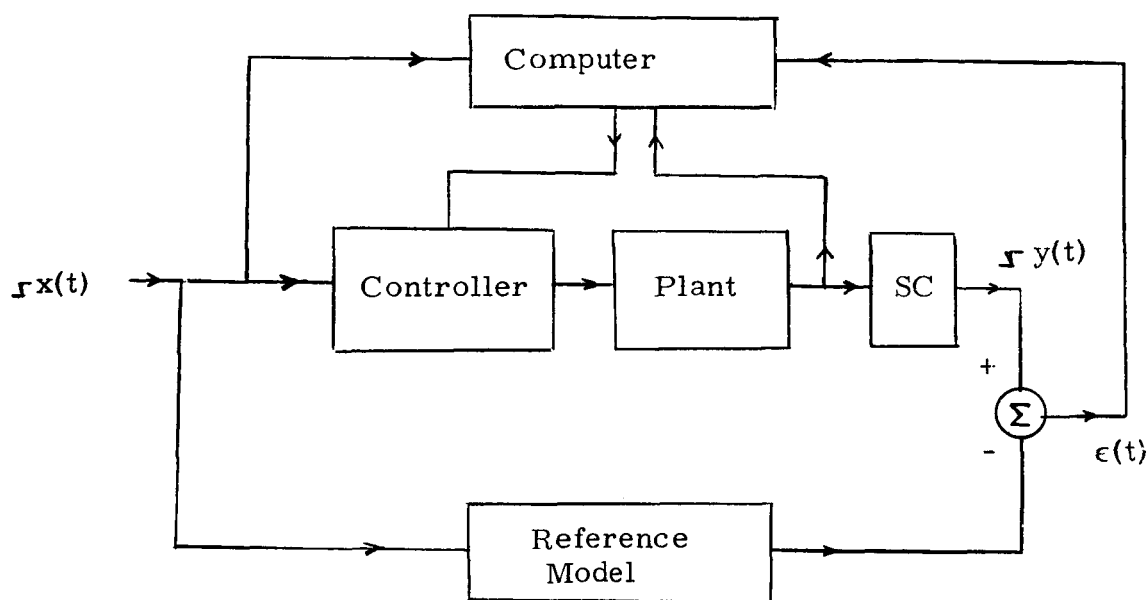 Computer
x(t)
Controller
Plant
SC
y(t)
+
Σ
-
ϵ(t)
Reference
Model